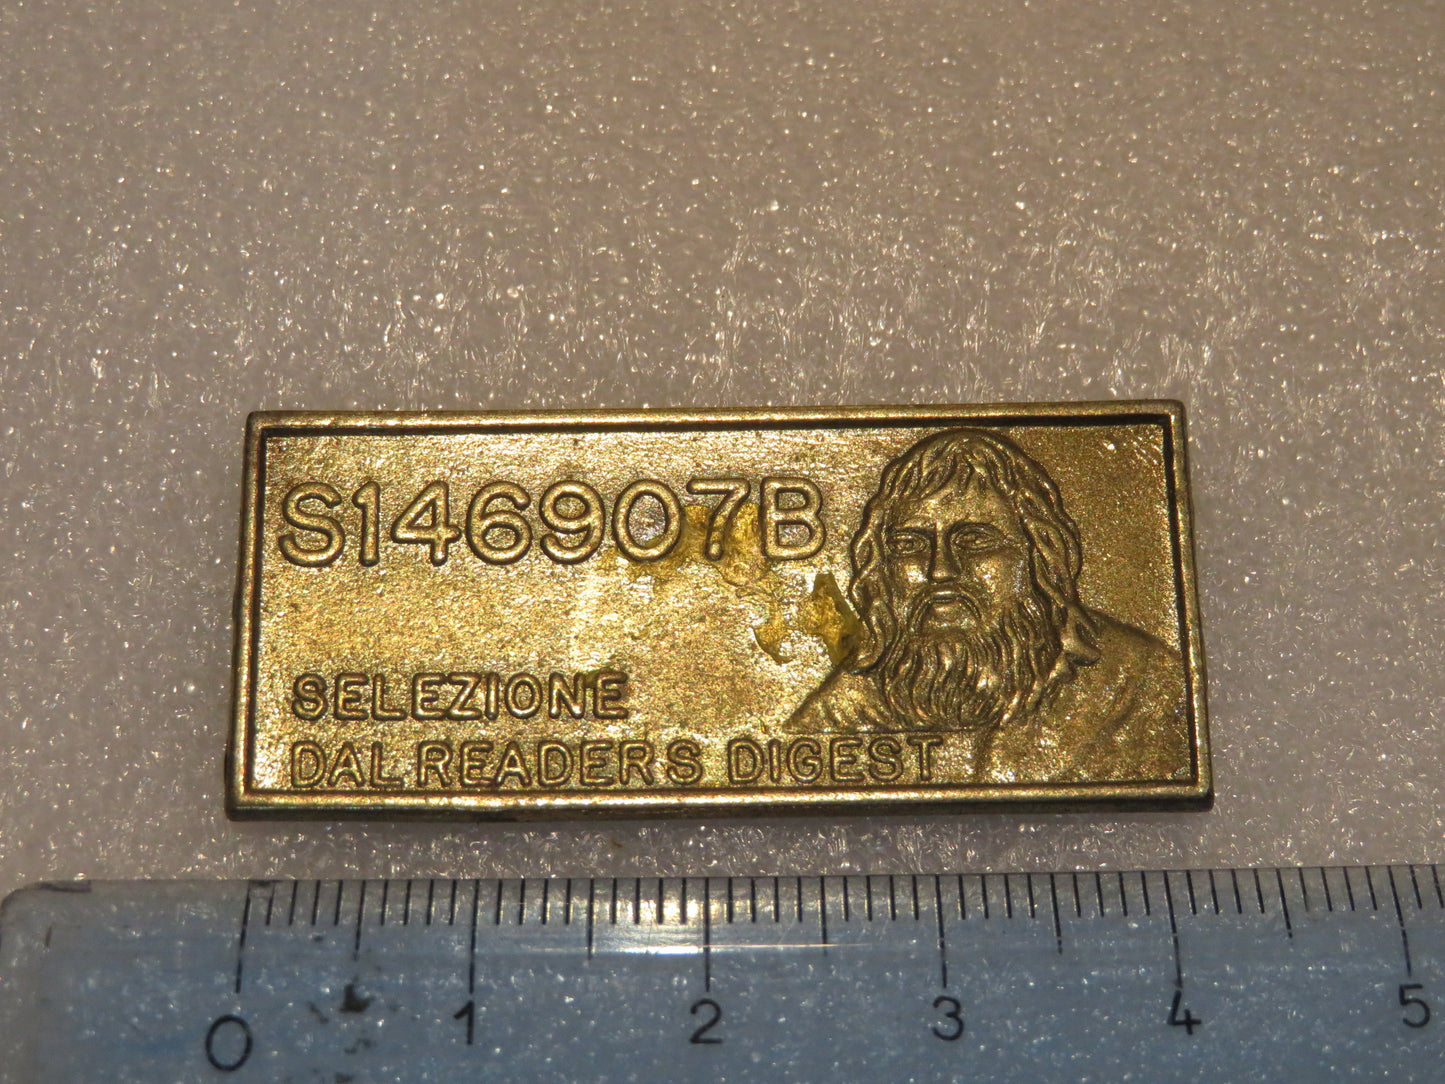 S146907B
SELEZIONE
DAL READERS DIGEST
0 1 2 3 4 5